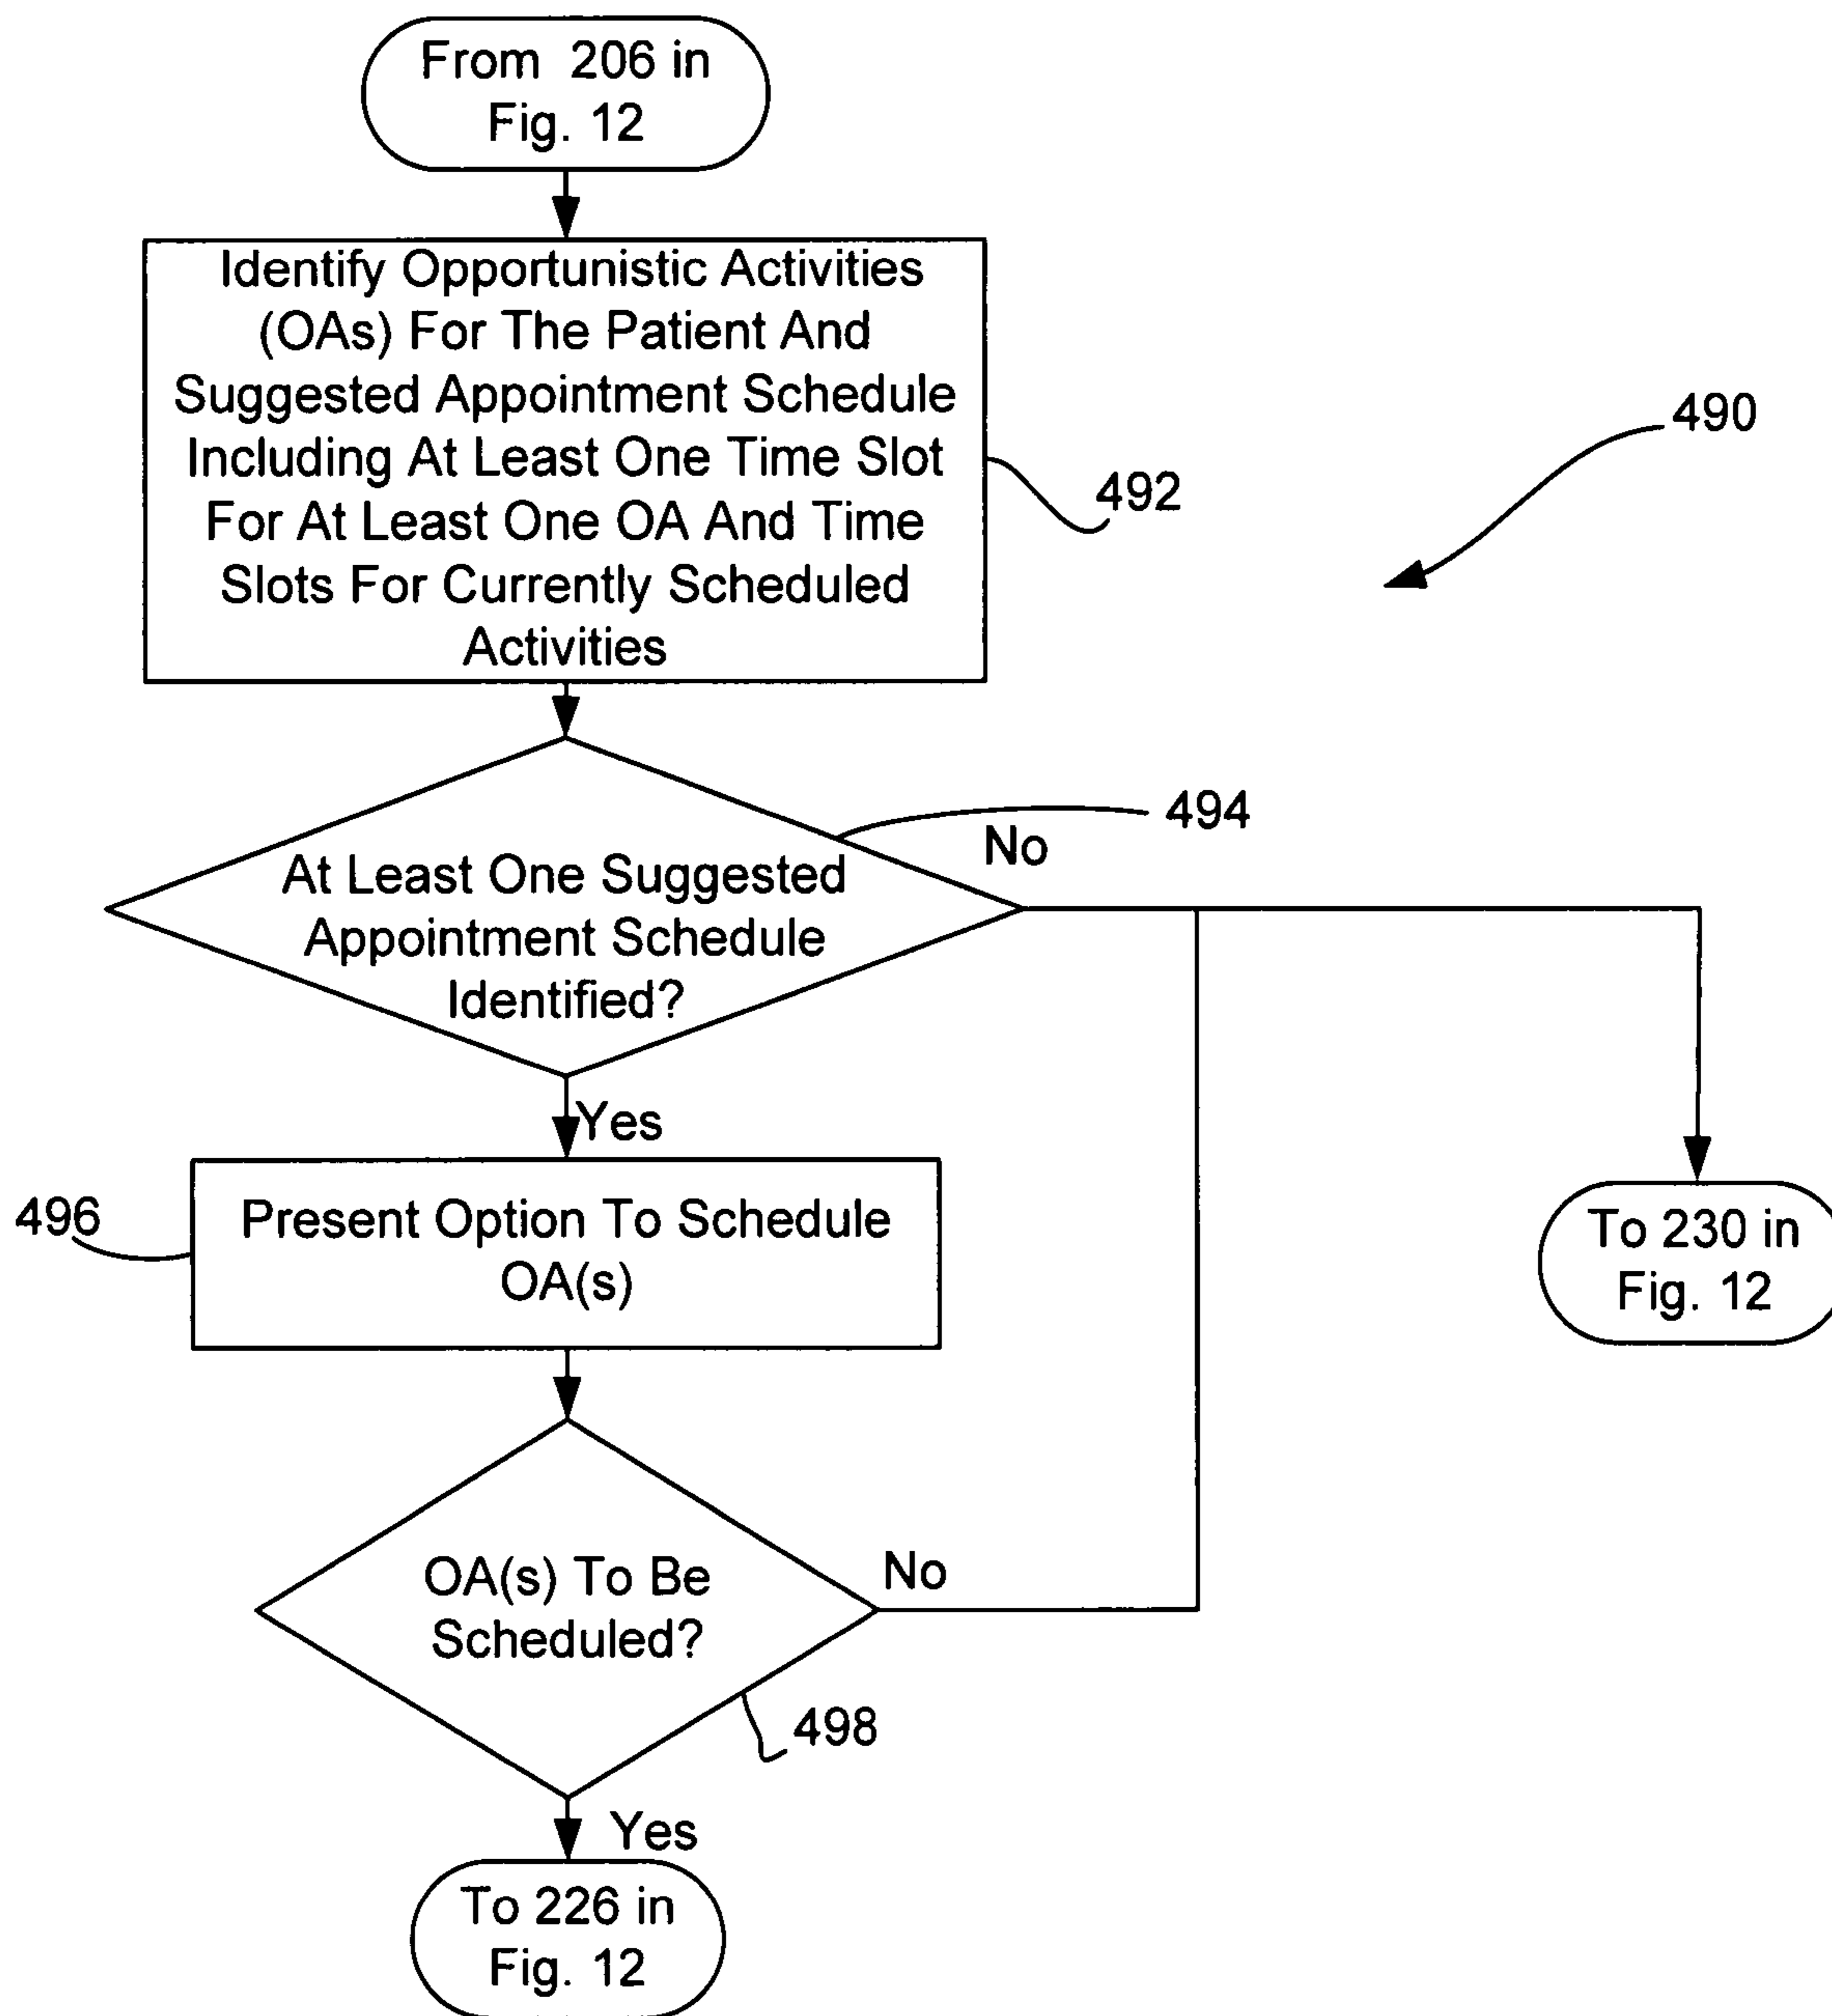 From 206 in
Fig. 12
Identify Opportunistic Activities
(OAs) For The Patient And
Suggested Appointment Schedule
Including At Least One Time Slot
For At Least One OA And Time
Slots For Currently Scheduled
Activities
490
492
494
No
At Least One Suggested
Appointment Schedule
Identified?
Yes
496
Present Option To Schedule
OA(s)
To 230 in
Fig. 12
OA(s) To Be
Scheduled?
No
498
Yes
To 226 in
Fig. 12